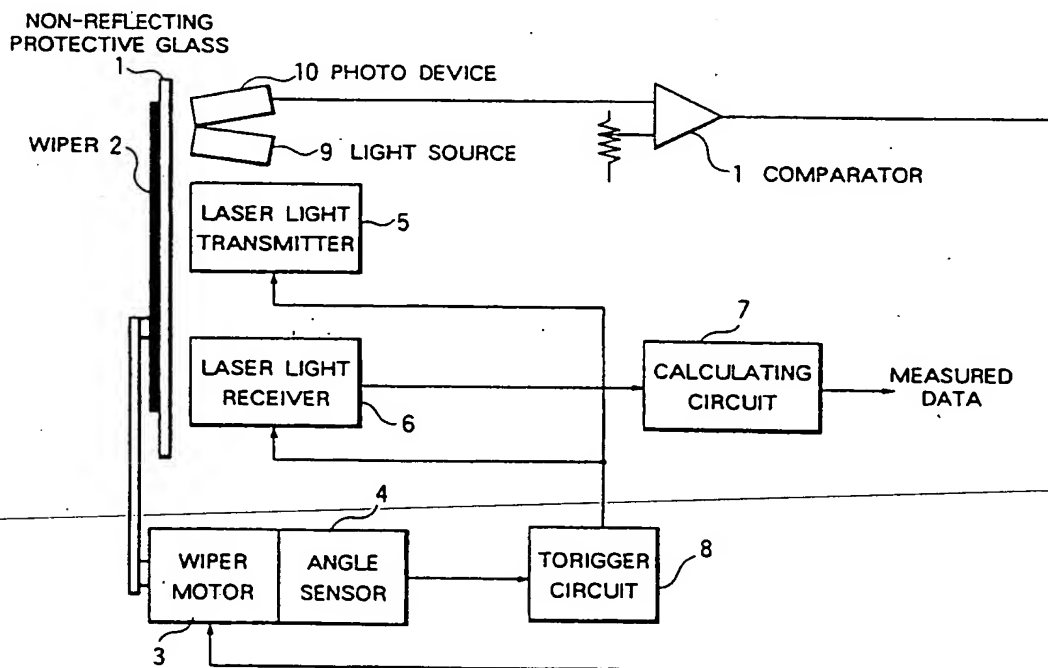 NON-REFLECTING
PROTECTIVE GLASS
1
10 PHOTO DEVICE
WIPER 2
9 LIGHT SOURCE
1 COMPARATOR
LASER LIGHT
TRANSMITTER
5
7
LASER LIGHT
RECEIVER
6
CALCULATING
CIRCUIT
MEASURED
DATA
4
WIPER
MOTOR
3
ANGLE
SENSOR
TORIGGER
CIRCUIT
8